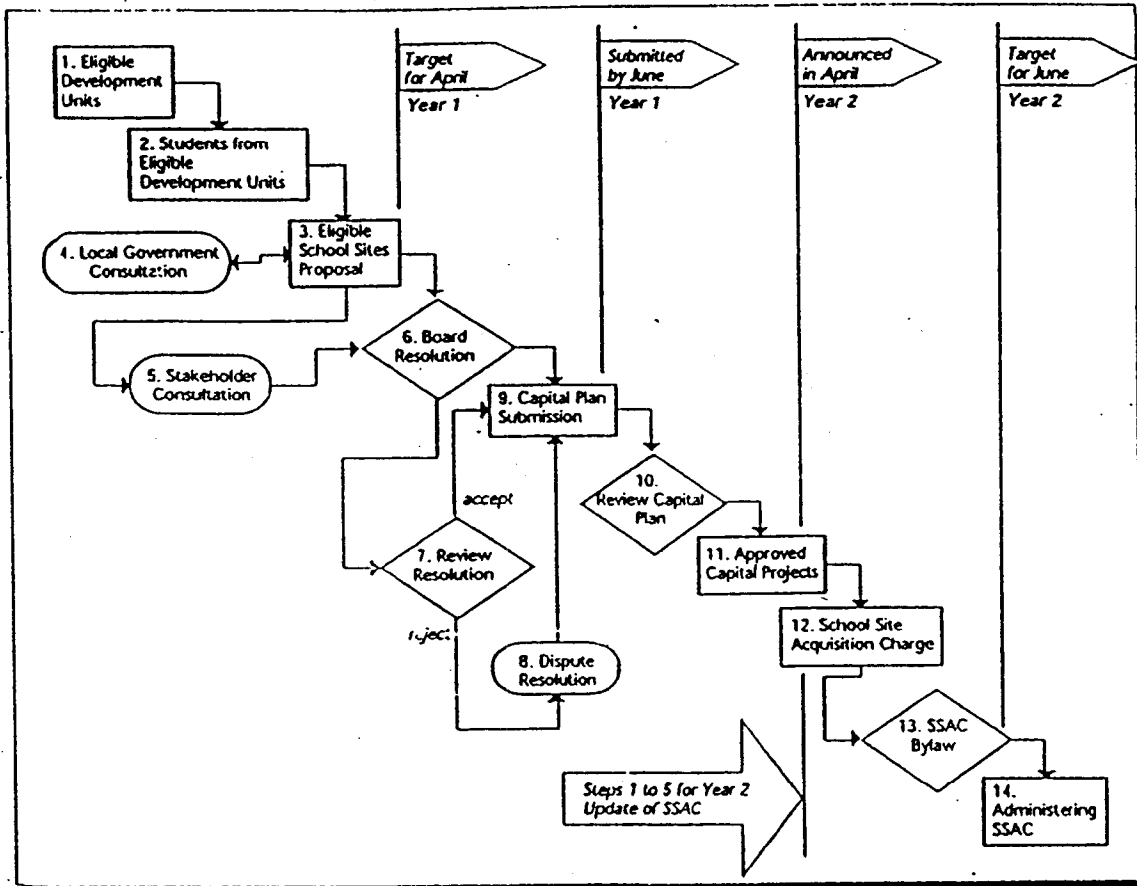 1. Eligible
Development
Units
Target
for April
Year 1
Submitted
by June
Year 1
Announced
in April
Year 2
Target
for June
Year 2
2. Students from
Eligible
Development Units
3. Eligible
School Sites
Proposal
4. Local Government
Consultation
5. Stakeholder
Consultation
6. Board
Resolution
9. Capital Plan
Submission
accept
7. Review
Resolution
reject
8. Dispute
Resolution
10.
Review Capital
Plan
11. Approved
Capital Projects
12. School Site
Acquisition Charge
13. SSAC
Bylaw
14.
Administering
SSAC
Steps 1 to 5 for Year 2
Update of SSAC